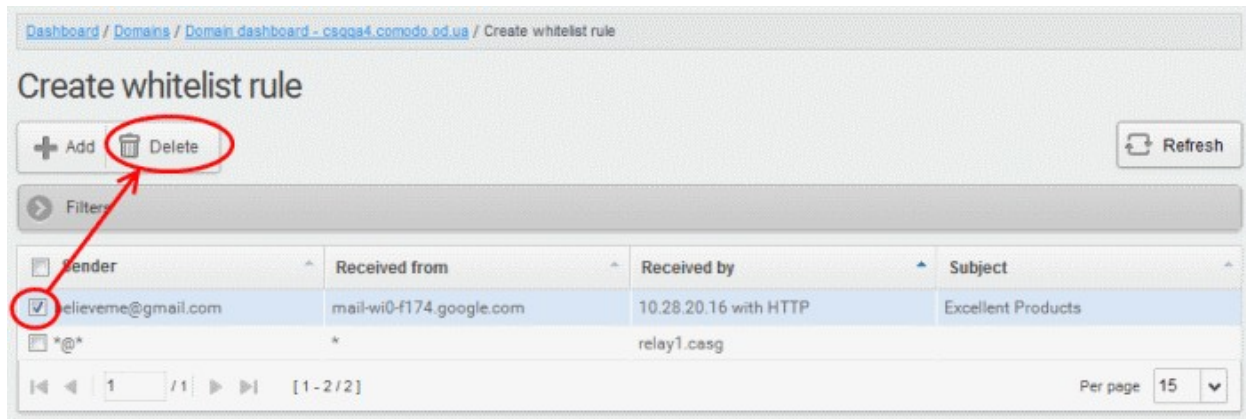 Dashboard / Domains / Domain dashboard - csqqa4.comodo.od.ua / Create whitelist rule
Create whitelist rule
Add Delete Refresh
Filters
Sender Received from Received by Subject
elieveme@gmail.com mail-wi0-f174.google.com 10.28.20.16 with HTTP Excellent Products
*@* * relay1.casg
1 / 1 [ 1 - 2 / 2 ] Per page 15